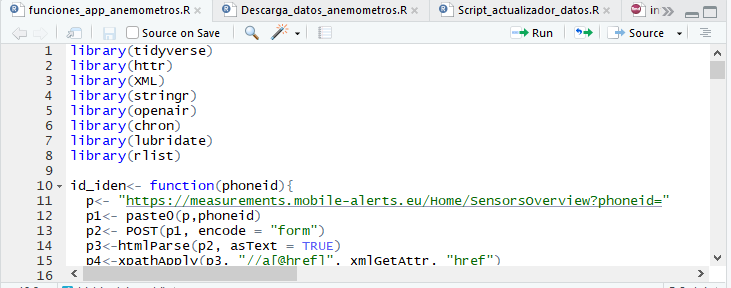 funciones_app_anemometros.R Descarga_datos_anemometros.R Script_actualizador_datos.R in
Source on Save Run Source
1 library(tidyverse)
2 library(httr)
3 library(XML)
4 library(stringr)
5 library(openair)
6 library(chron)
7 library(lubridate)
8 library(rlist)
9
10 id_iden<- function(phoneid){
11 p<- "https://measurements.mobile-alerts.eu/Home/SensorsOverview?phoneid="
12 p1<- paste0(p,phoneid)
13 p2<- POST(p1, encode = "form")
14 p3<-htmlParse(p2, asText = TRUE)
15 p4<-xpathApply(p3, "//a[@href]", xmlGetAttr, "href")
16